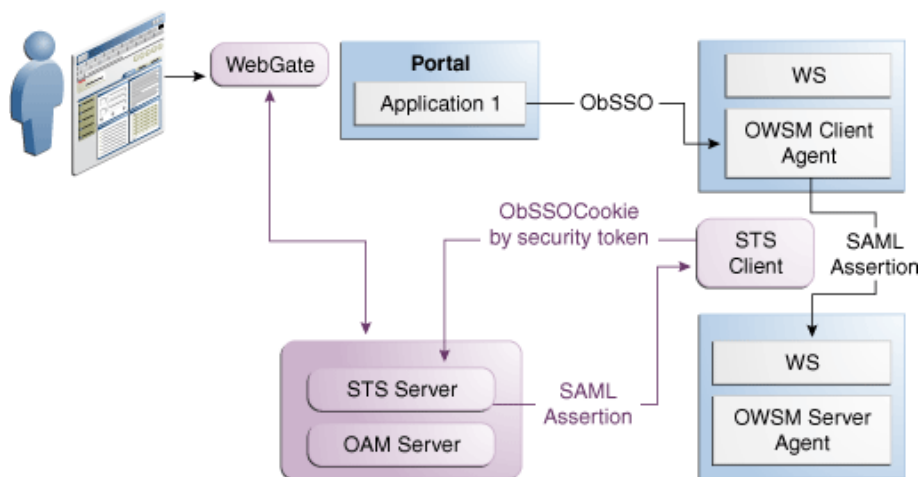 WebGate
Portal
Application 1
ObSSO
WS
OWSM Client
Agent
ObSSOCookie
by security token
STS
Client
SAML
Assertion
STS Server
OAM Server
SAML
Assertion
WS
OWSM Server
Agent